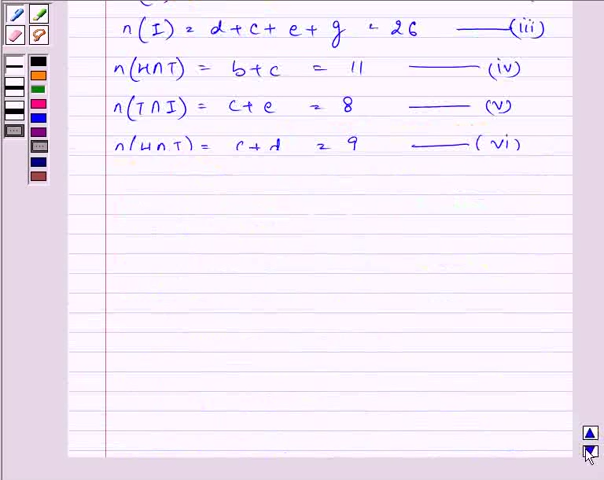 n(I) = d+c+e+g = 26 ——(iii)
n(H∩T) = b+c = 11 ——(iv)
n(T∩I) = c+e = 8 ——(v)
n(H∩I) = c+d = 9 ——(vi)